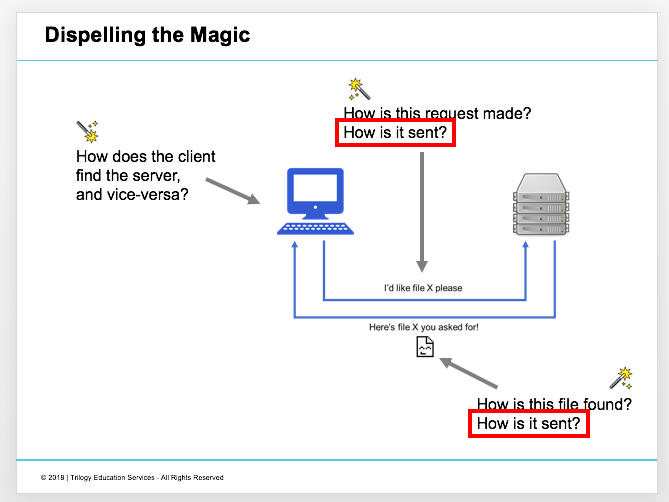 Dispelling the Magic
How is this request made?
How is it sent?
How does the client
find the server,
and vice-versa?
I'd like file X please
Here's file X you asked for!
How is this file found?
How is it sent?
© 2018 | Trilogy Education Services - All Rights Reserved